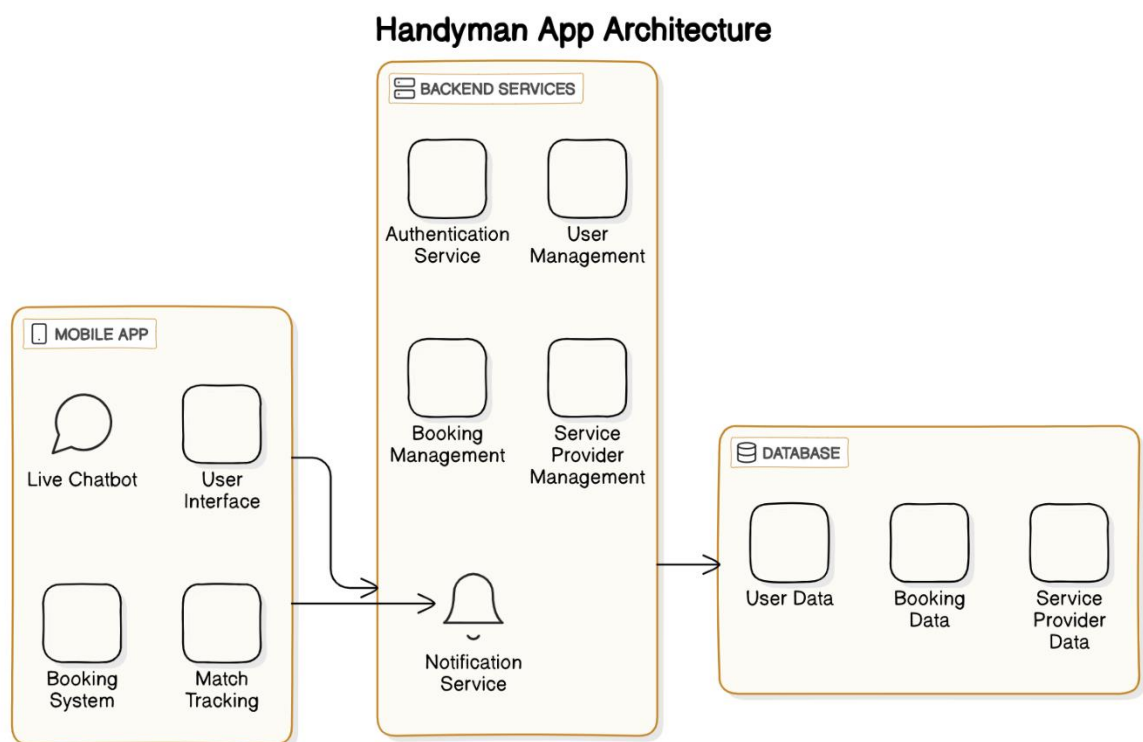 Handyman App Architecture
BACKEND SERVICES
Authentication
Service
User
Management
Booking
Management
Service
Provider
Management
Notification
Service
MOBILE APP
Live Chatbot
User
Interface
Booking
System
Match
Tracking
DATABASE
User Data
Booking
Data
Service
Provider
Data